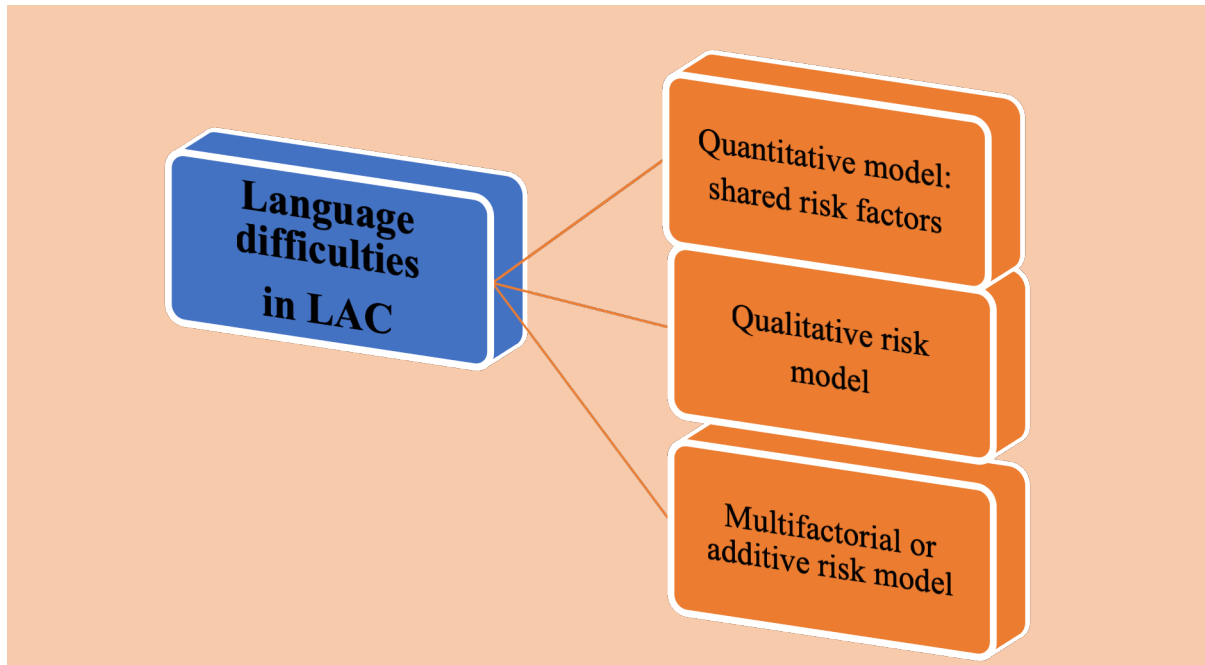 Language
difficulties
in LAC
Quantitative model:
shared risk factors
Qualitative risk
model
Multifactorial or
additive risk model